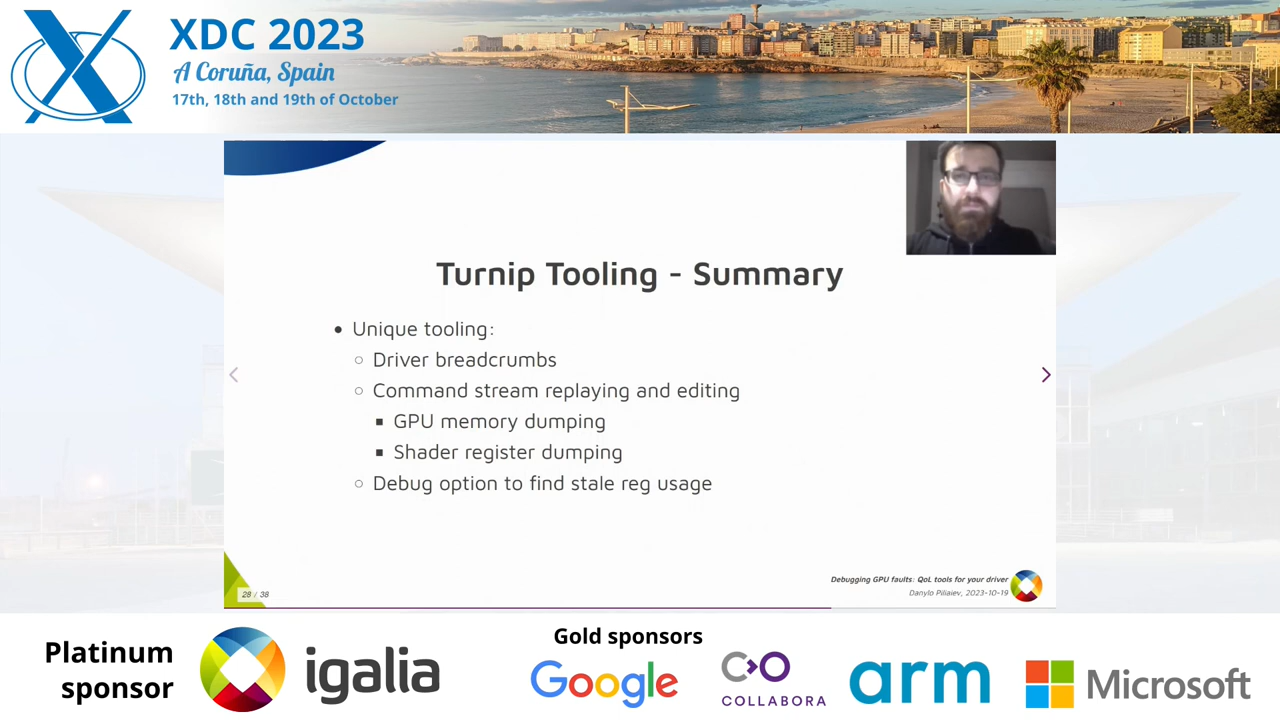 XDC 2023
A Coruña, Spain
17th, 18th and 19th of October
Turnip Tooling - Summary
• Unique tooling:
○ Driver breadcrumbs
○ Command stream replaying and editing
■ GPU memory dumping
■ Shader register dumping
○ Debug option to find stale reg usage
28 / 38
Debugging GPU faults: QoL tools for your driver
Danylo Piliaiev, 2023-10-19
Platinum
sponsor
igalia
Gold sponsors
Google
COLLABORA
arm
Microsoft